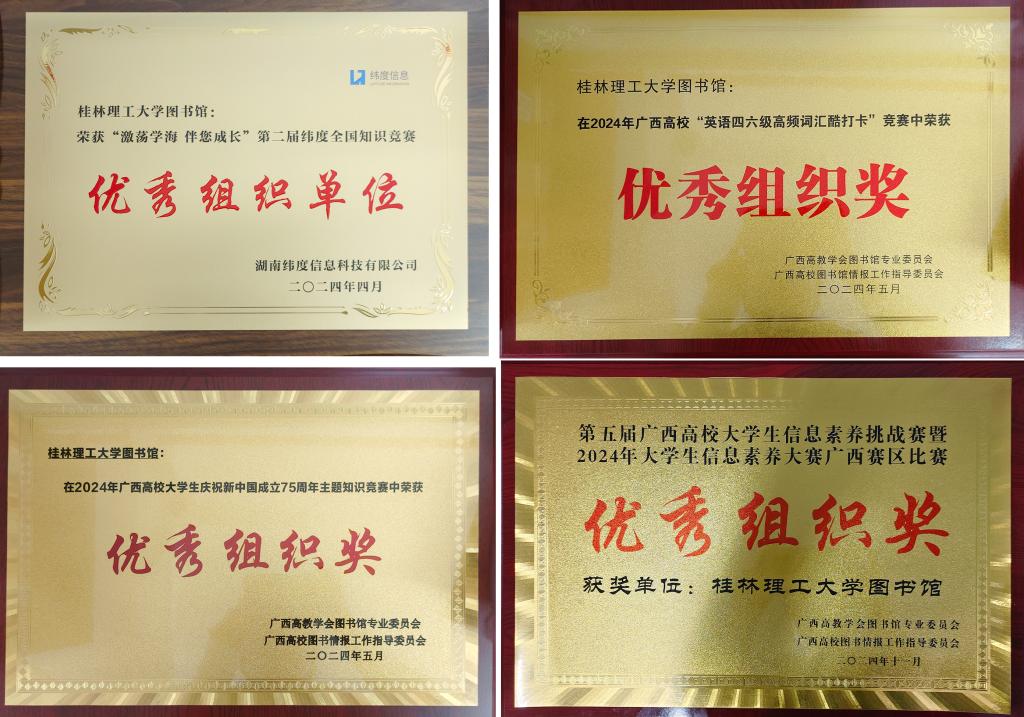 纬度信息
桂林理工大学图书馆：
荣获“激荡学海 伴您成长”第二届纬度全国知识竞赛
优秀组织单位
湖南纬度信息科技有限公司
二〇二四年四月
桂林理工大学图书馆：
在2024年广西高校“英语四六级高频词汇酷打卡”竞赛中荣获
优秀组织奖
广西高教学会图书馆专业委员会
广西高校图书馆情报工作指导委员会
二〇二四年五月
桂林理工大学图书馆：
在2024年广西高校大学生庆祝新中国成立75周年主题知识竞赛中荣获
优秀组织奖
广西高教学会图书馆专业委员会
广西高校图书馆情报工作指导委员会
二〇二四年五月
第五届广西高校大学生信息素养挑战赛暨
2024年大学生信息素养大赛广西赛区比赛
优秀组织奖
获奖单位：桂林理工大学图书馆
广西高教学会图书馆专业委员会
广西高校图书馆情报工作指导委员会
二〇二四年十一月